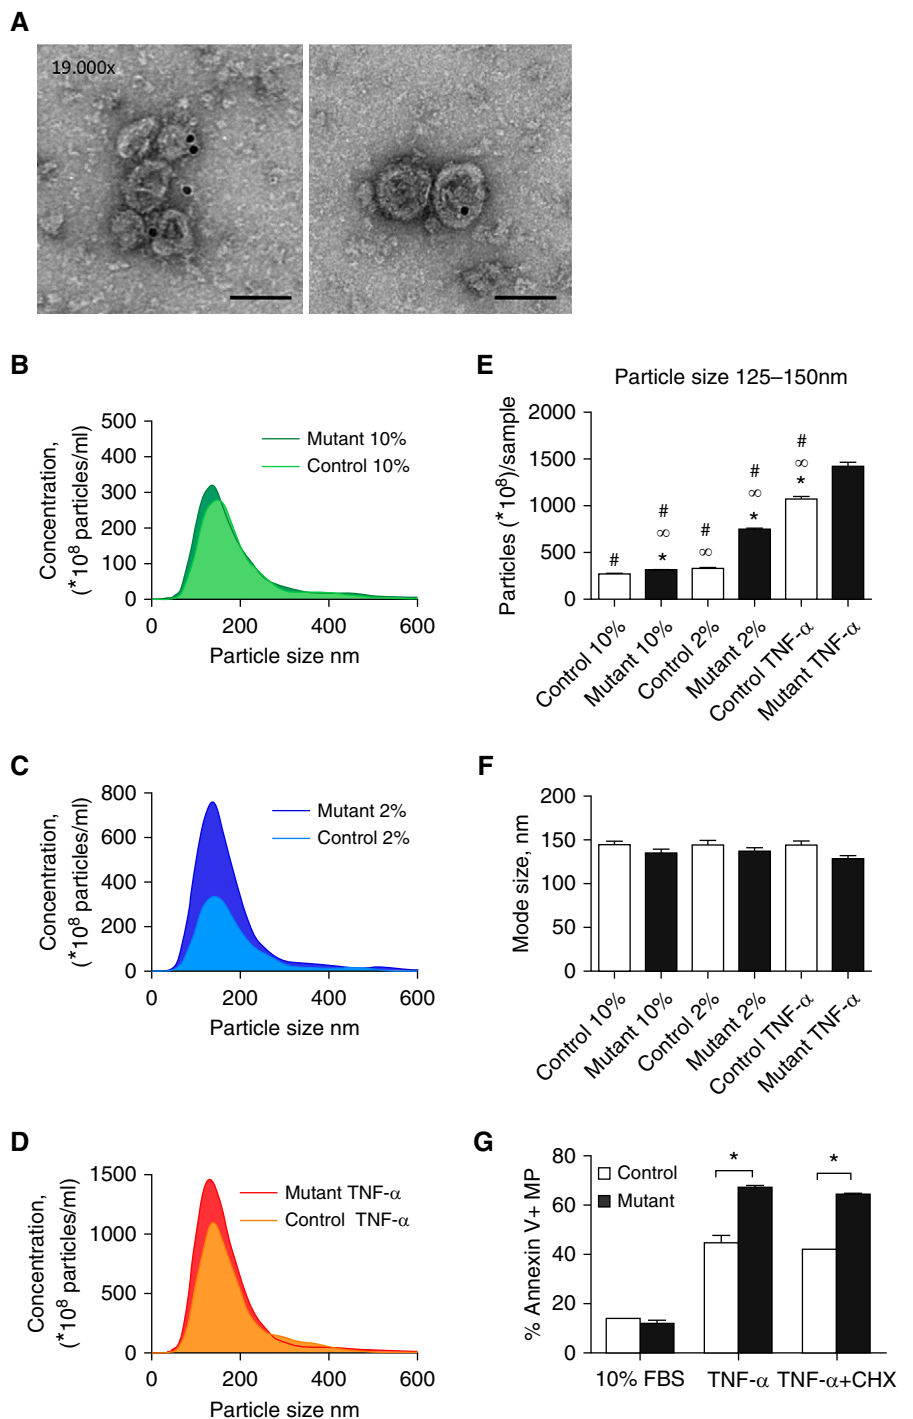 A
19.000x
B
500
400
300
200
100
0
Concentration,
(*10⁸ particles/ml)
Mutant 10%
Control 10%
0 200 400 600
Particle size nm
C
800
600
400
200
0
Concentration,
(*10⁸ particles/ml)
Mutant 2%
Control 2%
0 200 400 600
Particle size nm
D
1500
1000
500
0
Concentration,
(*10⁸ particles/ml)
Mutant TNF-α
Control TNF-α
0 200 400 600
Particle size nm
E
Particle size 125–150nm
Particles (*10⁸)/sample
2000
1500
1000
500
0
#
#
∞
*
#
∞
#
∞
*
#
∞
*
Control 10%
Mutant 10%
Control 2%
Mutant 2%
Control TNF-α
Mutant TNF-α
F
Mode size, nm
200
150
100
50
0
Control 10%
Mutant 10%
Control 2%
Mutant 2%
Control TNF-α
Mutant TNF-α
G
% Annexin V+ MP
80
60
40
20
0
Control
Mutant
*
*
10% FBS TNF-α TNF-α+CHX